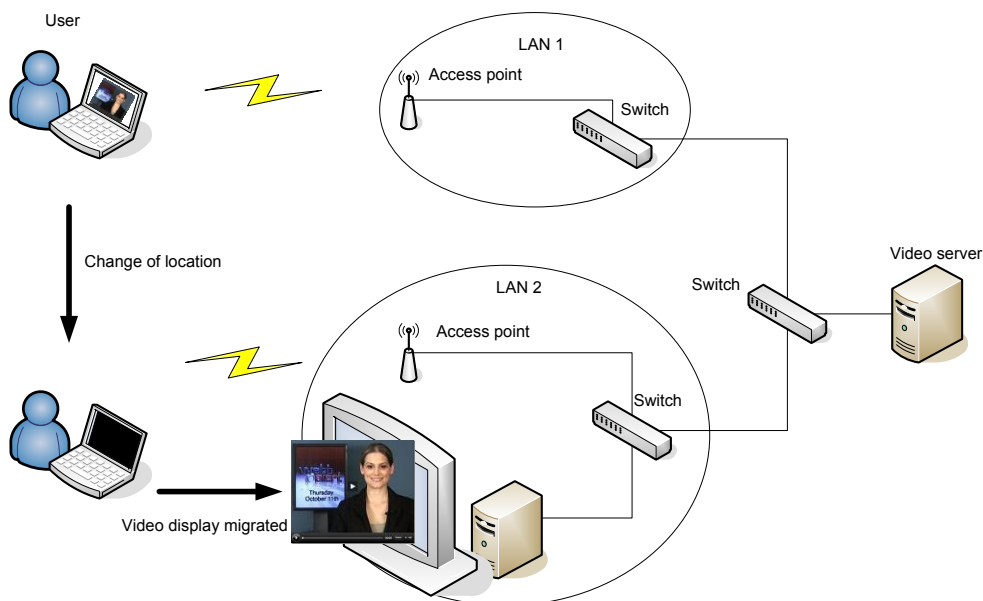 User
LAN 1
Access point
Switch
Change of location
Video server
Switch
LAN 2
Access point
Switch
Thursday
October 11th
Video display migrated